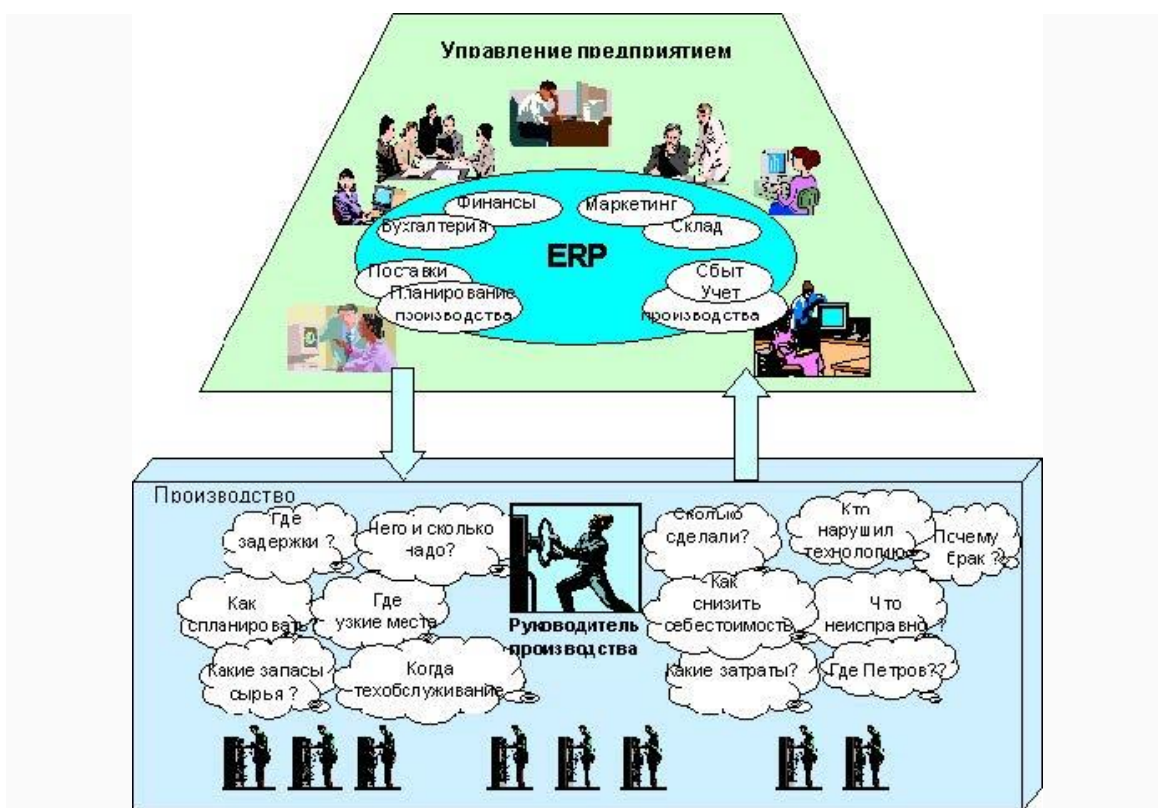 Управление предприятием
Финансы
Маркетинг
Бухгалтерия
Склад
ERP
Поставки
Сбыт
Планирование
производства
Учет
производства
Производство
Где
задержки ?
Чего и сколько
надо?
Сколько
сделали?
Кто
нарушил
технологию
Почему
брак ?
Как
спланировать?
Где
узкие места
Руководитель
производства
Как
снизить
себестоимость
Что
неисправно ?
Какие запасы
сырья ?
Когда
техобслуживание
Какие затраты?
Где Петров??